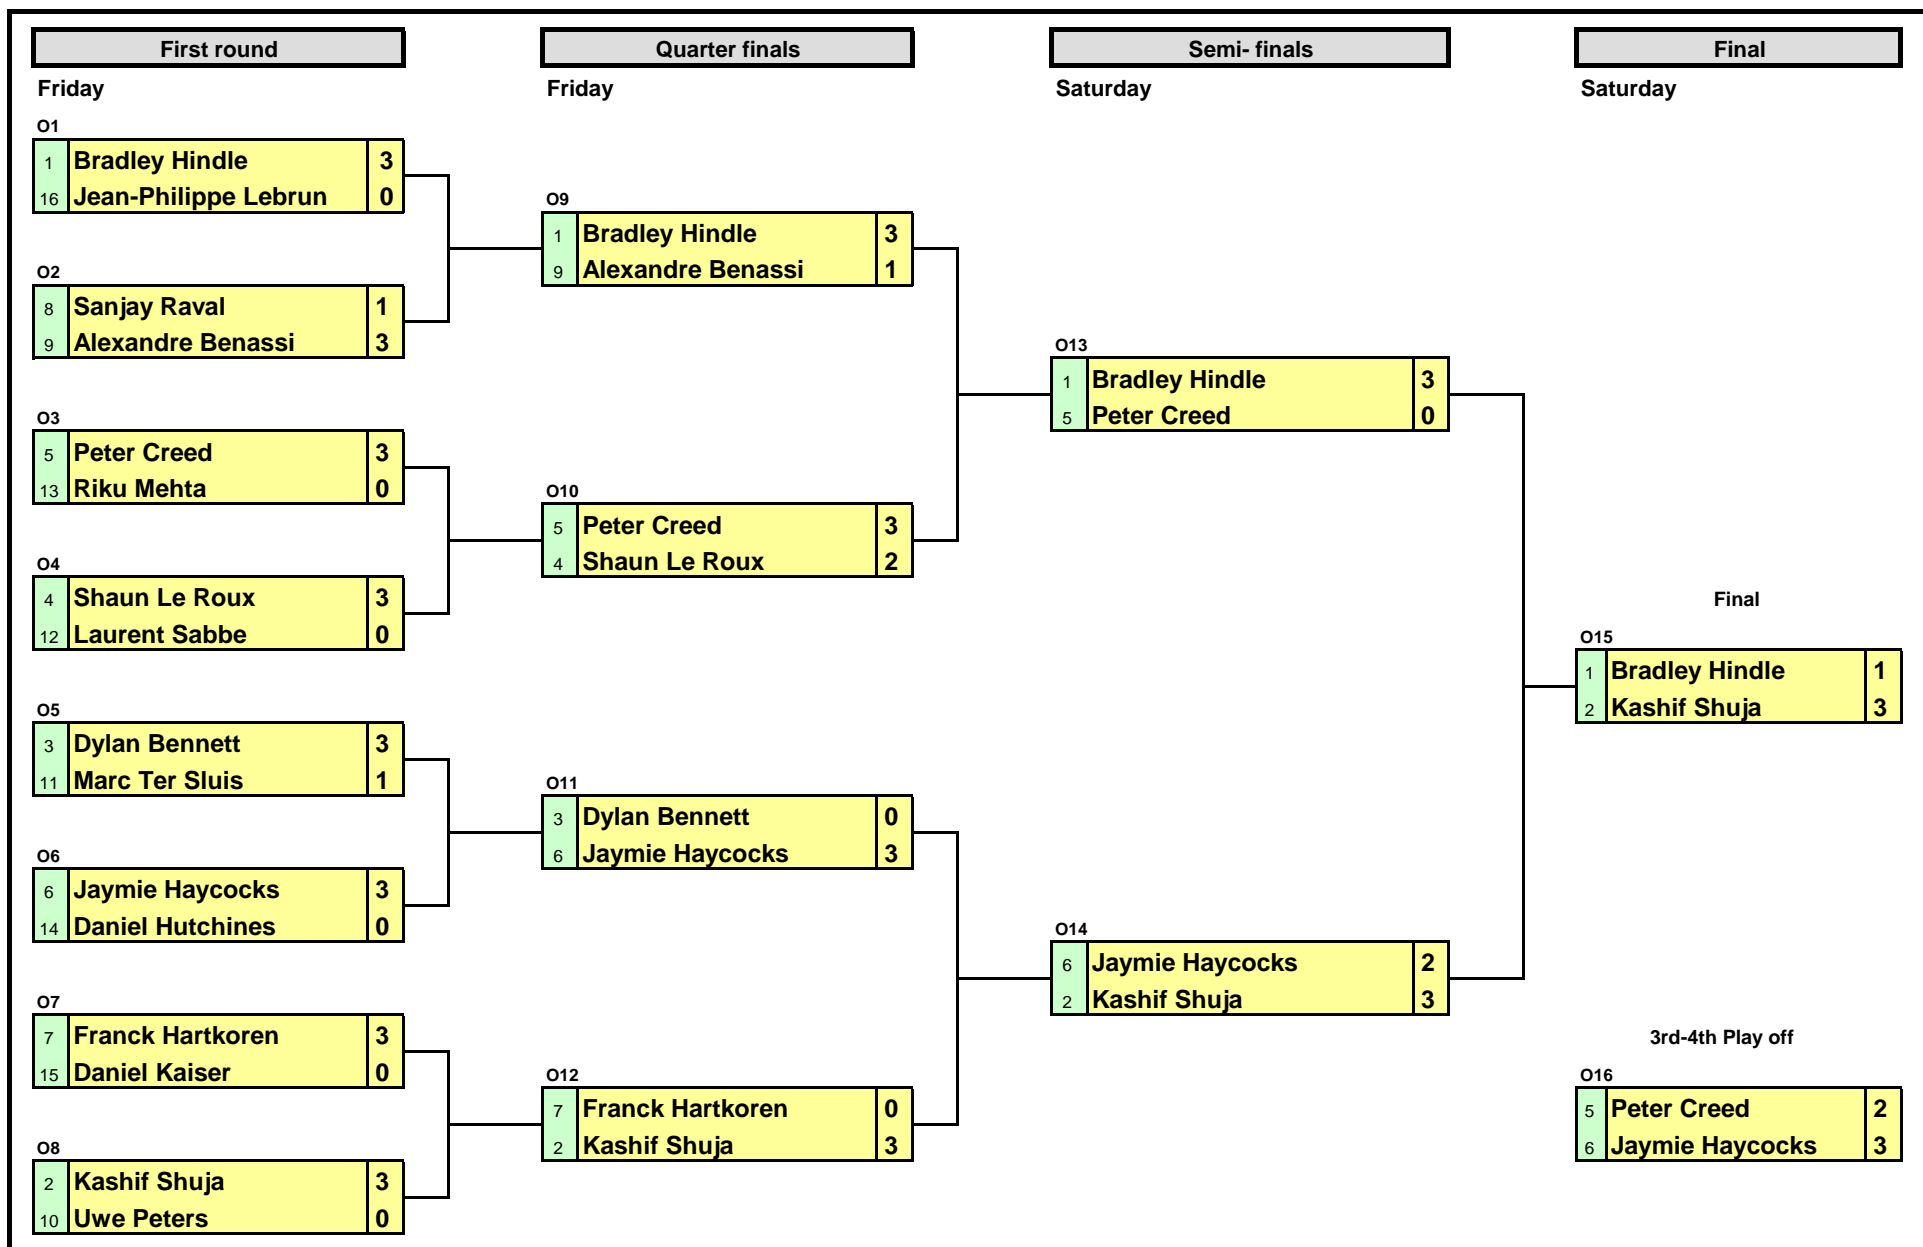 First round
Quarter finals
Semi- finals
Final
Friday
Friday
Saturday
Saturday
O1
1 Bradley Hindle 3
16 Jean-Philippe Lebrun 0
O2
8 Sanjay Raval 1
9 Alexandre Benassi 3
O3
5 Peter Creed 3
13 Riku Mehta 0
O4
4 Shaun Le Roux 3
12 Laurent Sabbe 0
O5
3 Dylan Bennett 3
11 Marc Ter Sluis 1
O6
6 Jaymie Haycocks 3
14 Daniel Hutchines 0
O7
7 Franck Hartkoren 3
15 Daniel Kaiser 0
O8
2 Kashif Shuja 3
10 Uwe Peters 0
O9
1 Bradley Hindle 3
9 Alexandre Benassi 1
O10
5 Peter Creed 3
4 Shaun Le Roux 2
O11
3 Dylan Bennett 0
6 Jaymie Haycocks 3
O12
7 Franck Hartkoren 0
2 Kashif Shuja 3
O13
1 Bradley Hindle 3
5 Peter Creed 0
O14
6 Jaymie Haycocks 2
2 Kashif Shuja 3
Final
O15
1 Bradley Hindle 1
2 Kashif Shuja 3
3rd-4th Play off
O16
5 Peter Creed 2
6 Jaymie Haycocks 3